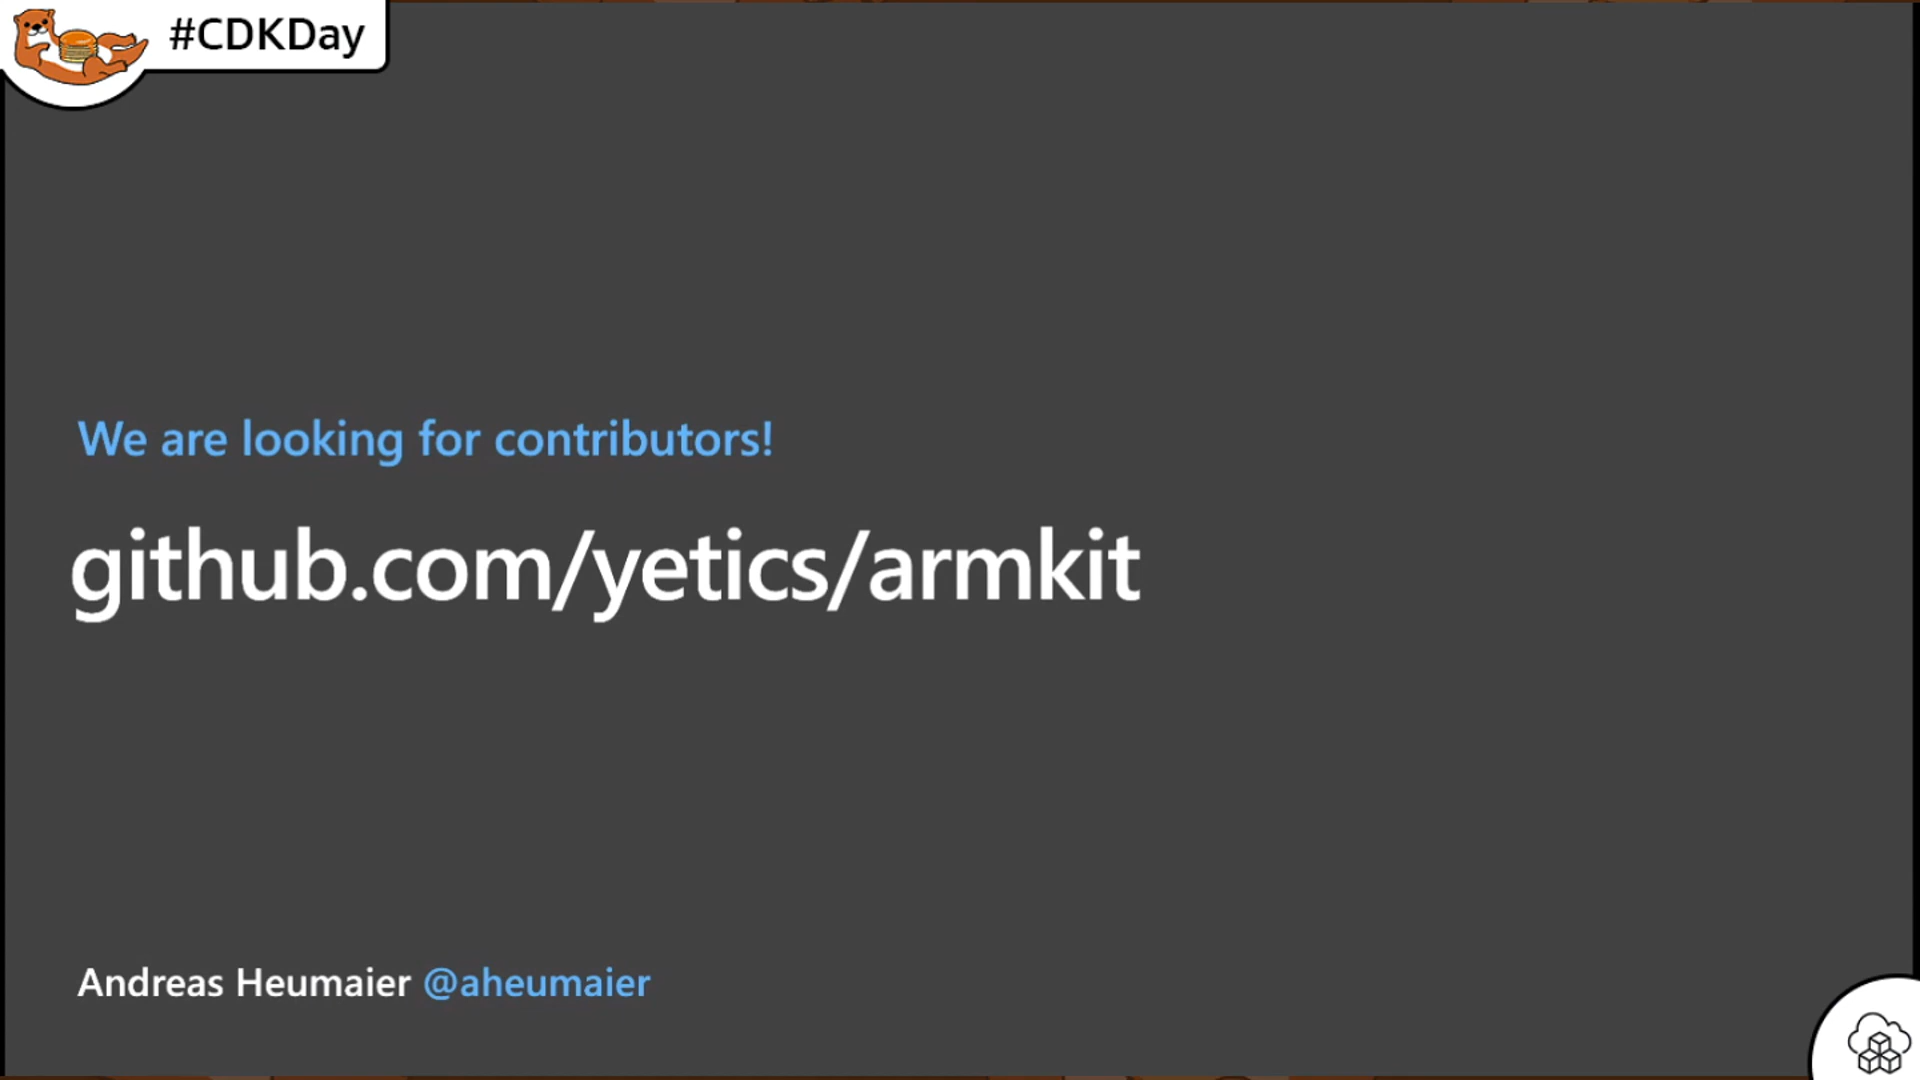 #CDKDay
We are looking for contributors!
github.com/yetics/armkit
Andreas Heumaier @aheumaier